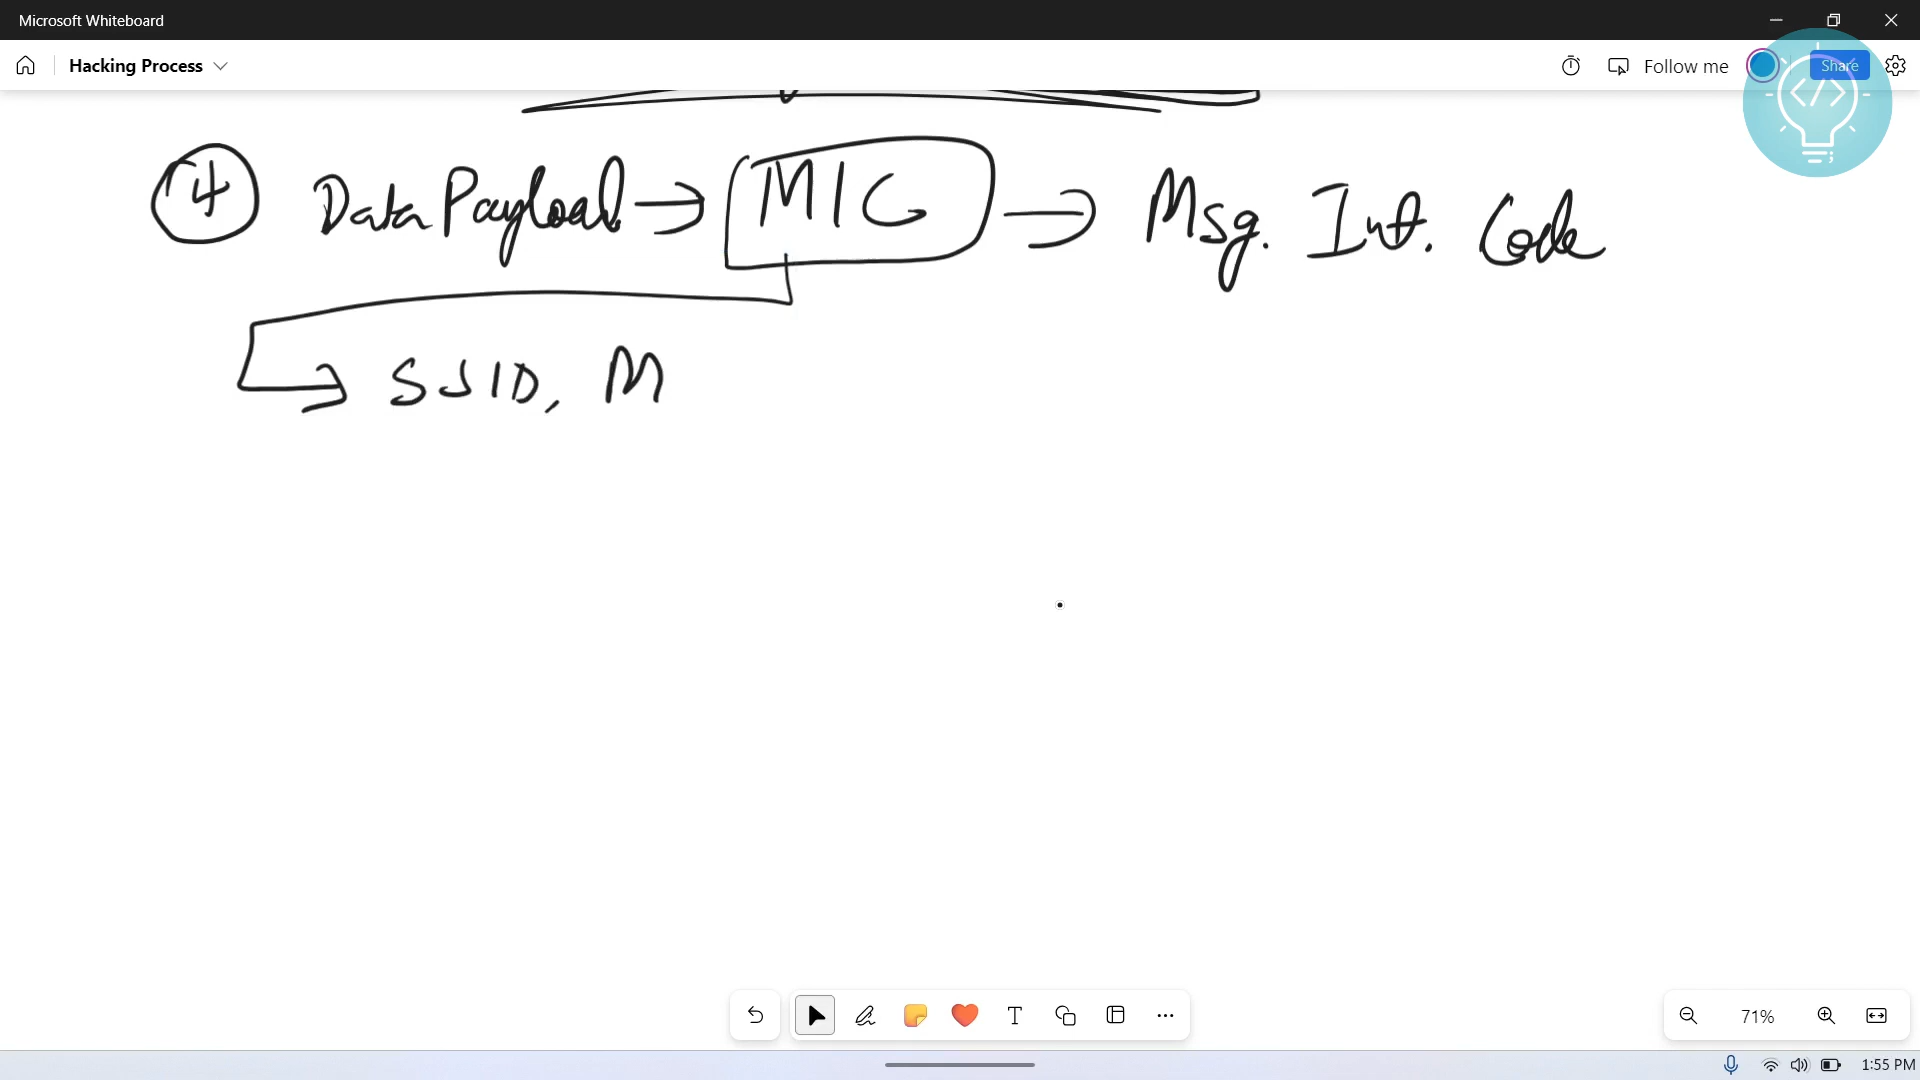 Microsoft Whiteboard
Hacking Process
Follow me
Share
4 Data Payload → MIC → Msg. Int. Code
SSID, M
71%
1:55 PM